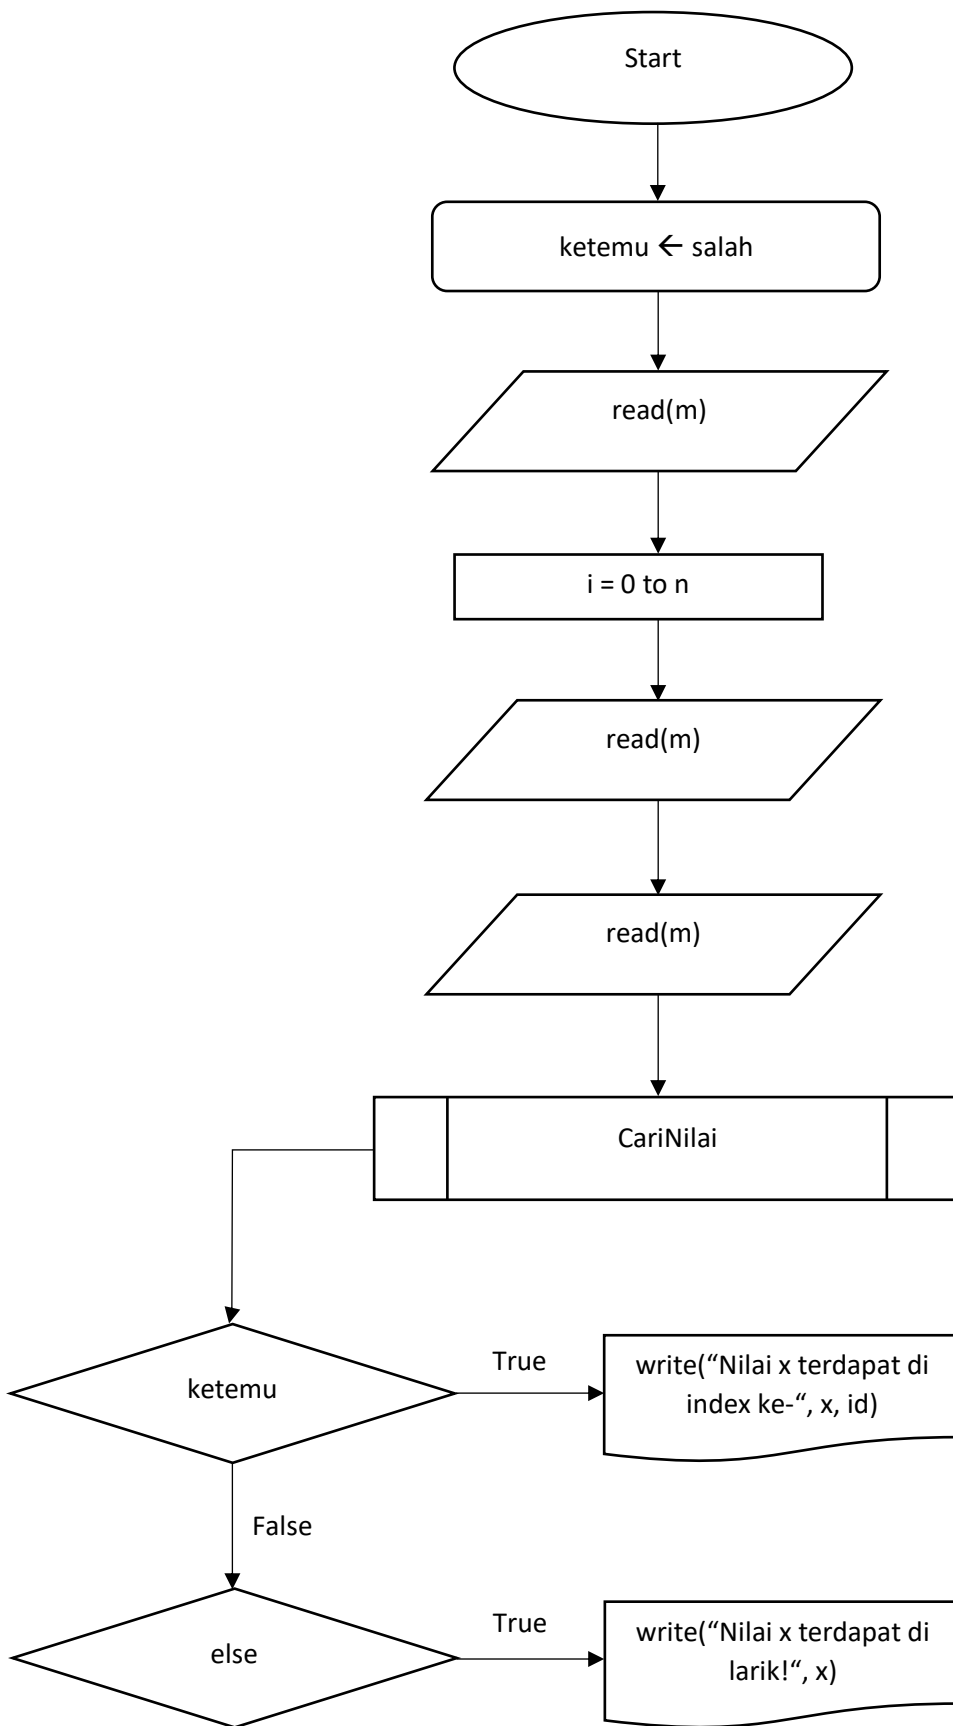 Start
ketemu ← salah
read(m)
i = 0 to n
read(m)
read(m)
CariNilai
ketemu
True
write(“Nilai x terdapat di
index ke-“, x, id)
False
else
True
write(“Nilai x terdapat di
larik!“, x)